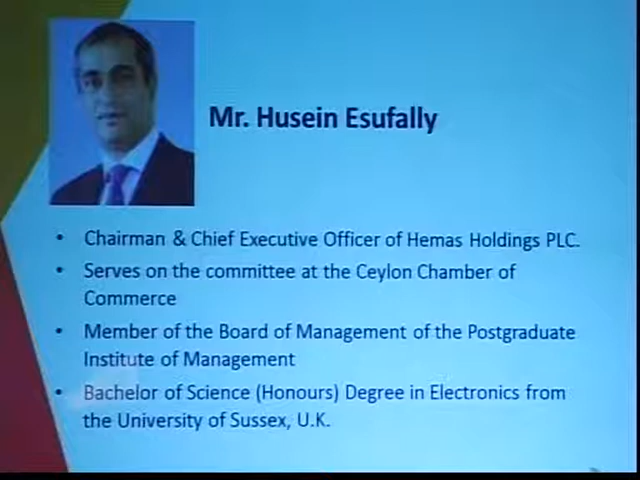 Mr. Husein Esufally
• Chairman & Chief Executive Officer of Hemas Holdings PLC.
• Serves on the committee at the Ceylon Chamber of
Commerce
• Member of the Board of Management of the Postgraduate
Institute of Management
• Bachelor of Science (Honours) Degree in Electronics from
the University of Sussex, U.K.